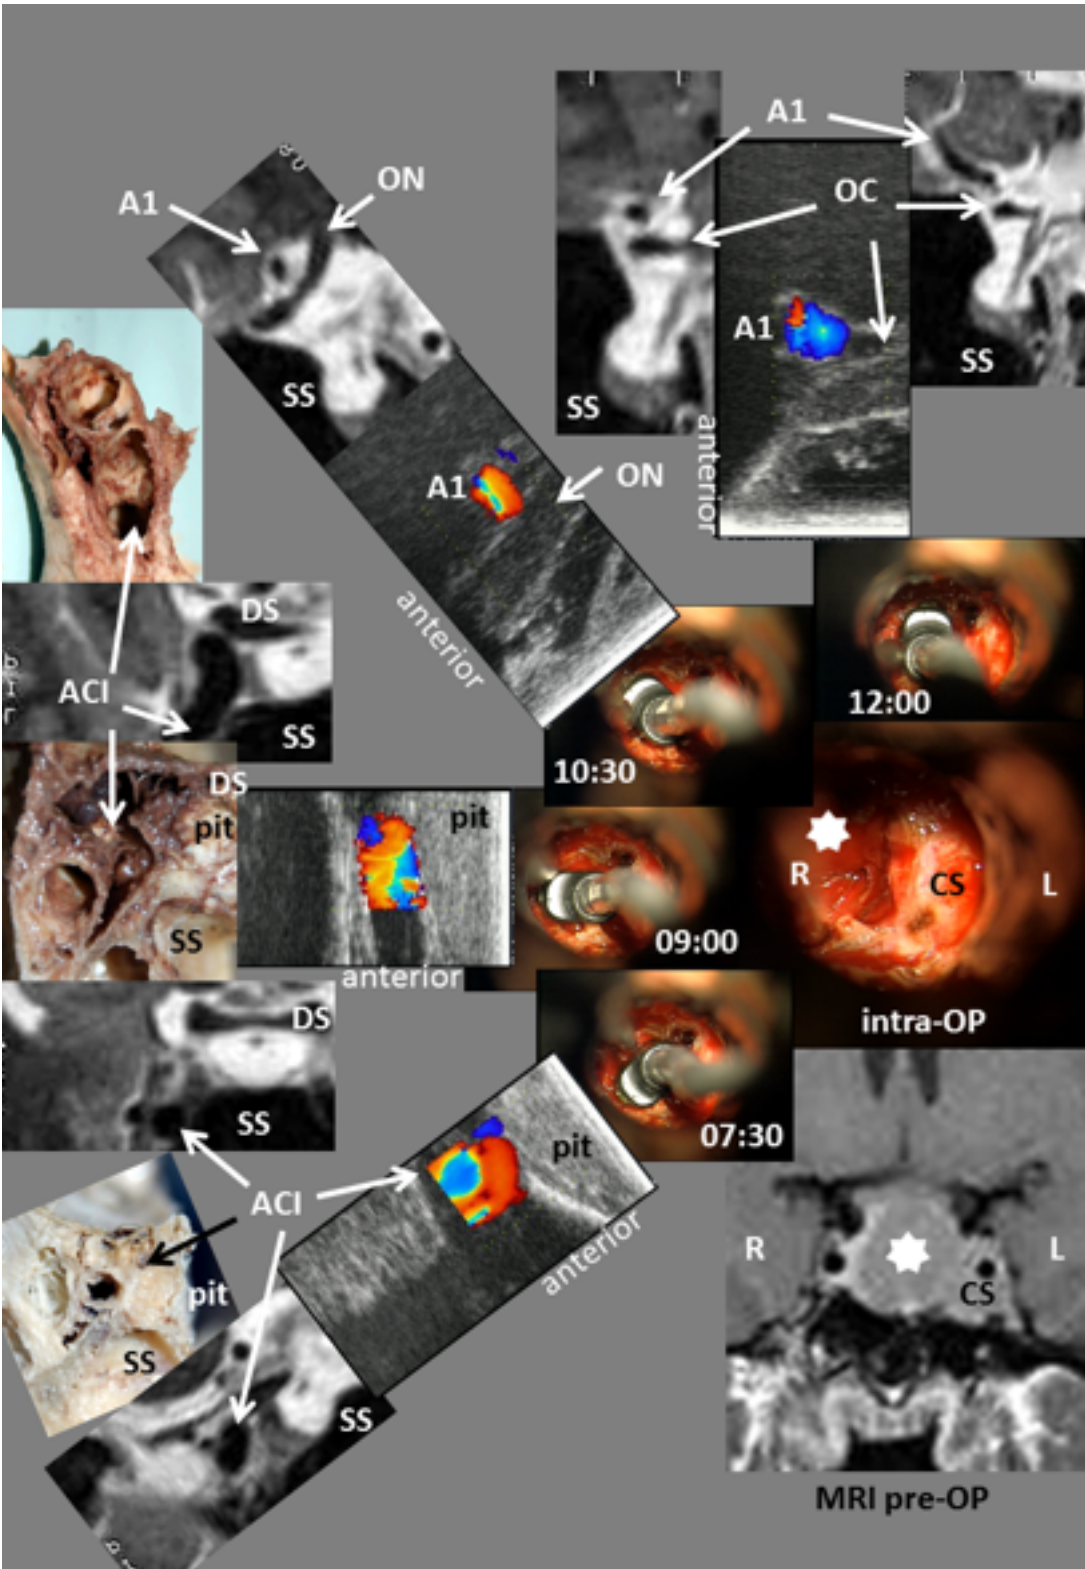 A1
OC
ON
A1
A1
SS
SS
SS
anterior
A1
ON
anterior
DS
ACI
SS
12:00
10:30
DS
pit
pit
SS
09:00
R
CS
L
anterior
intra-OP
DS
SS
07:30
pit
ACI
anterior
pit
SS
R
L
CS
SS
MRI pre-OP